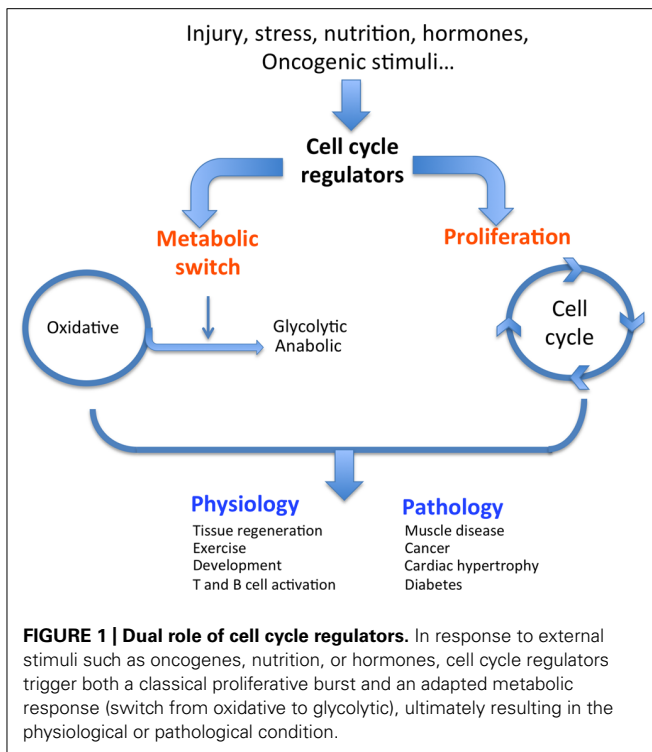 Injury, stress, nutrition, hormones,
Oncogenic stimuli...
Cell cycle
regulators
Metabolic
switch
Proliferation
Oxidative
Glycolytic
Anabolic
Cell
cycle
Physiology
Tissue regeneration
Exercise
Development
T and B cell activation
Pathology
Muscle disease
Cancer
Cardiac hypertrophy
Diabetes
FIGURE 1 | Dual role of cell cycle regulators. In response to external
stimuli such as oncogenes, nutrition, or hormones, cell cycle regulators
trigger both a classical proliferative burst and an adapted metabolic
response (switch from oxidative to glycolytic), ultimately resulting in the
physiological or pathological condition.